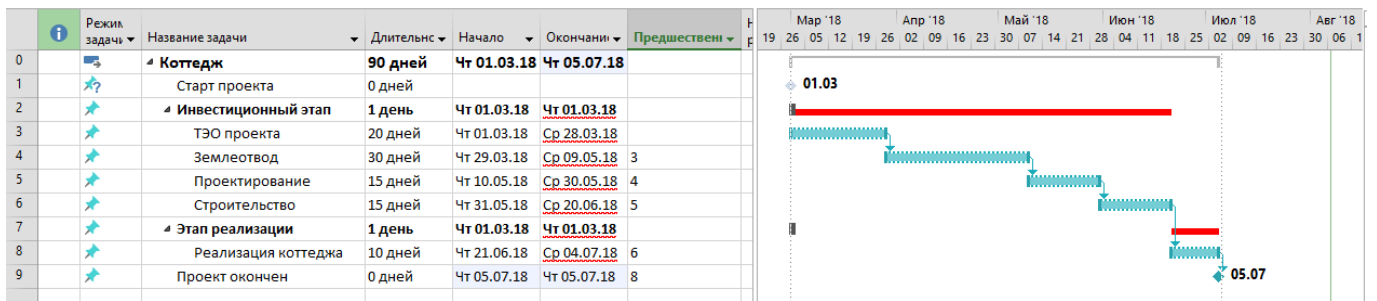 Режим задачи Название задачи Длительнс Начало Окончани Предшествені
Мар '18 Апр '18 Май '18 Июн '18 Июл '18 Авг '18
19 26 05 12 19 26 02 09 16 23 30 07 14 21 28 04 11 18 25 02 09 16 23 30 06 1
0 Коттедж 90 дней Чт 01.03.18 Чт 05.07.18
1 Старт проекта 0 дней 01.03
2 Инвестиционный этап 1 день Чт 01.03.18 Чт 01.03.18
3 ТЭО проекта 20 дней Чт 01.03.18 Ср 28.03.18
4 Землеотвод 30 дней Чт 29.03.18 Ср 09.05.18 3
5 Проектирование 15 дней Чт 10.05.18 Ср 30.05.18 4
6 Строительство 15 дней Чт 31.05.18 Ср 20.06.18 5
7 Этап реализации 1 день Чт 01.03.18 Чт 01.03.18
8 Реализация коттеджа 10 дней Чт 21.06.18 Ср 04.07.18 6
9 Проект окончен 0 дней Чт 05.07.18 Чт 05.07.18 8 05.07